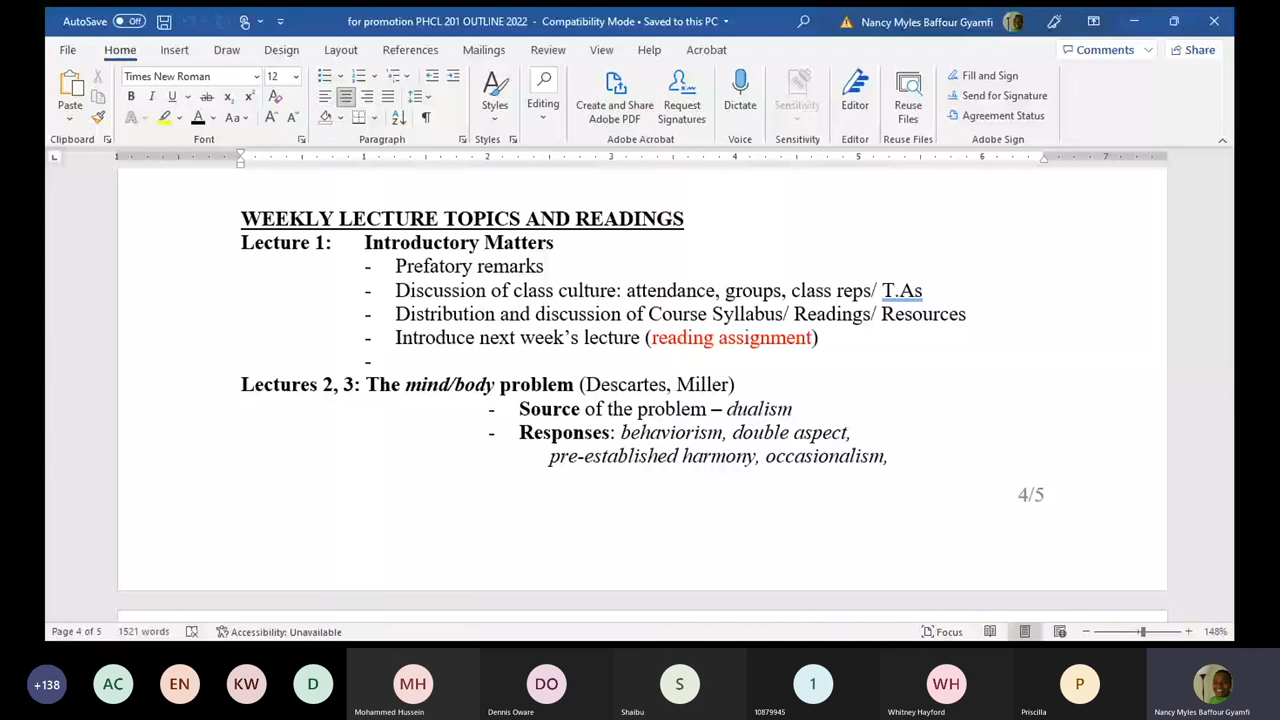 AutoSave Off for promotion PHCL 201 OUTLINE 2022 - Compatibility Mode • Saved to this PC Nancy Myles Baffour Gyamfi
File Home Insert Draw Design Layout References Mailings Review View Help Acrobat Comments Share
Times New Roman 12
Paste Styles Editing Create and Share Adobe PDF Request Signatures Dictate Sensitivity Editor Reuse Files
Fill and Sign
Send for Signature
Agreement Status
Clipboard Font Paragraph Styles Adobe Acrobat Voice Sensitivity Editor Reuse Files Adobe Sign
1 1 2 3 4 5 6 7
WEEKLY LECTURE TOPICS AND READINGS
Lecture 1: Introductory Matters
- Prefatory remarks
- Discussion of class culture: attendance, groups, class reps/ T.As
- Distribution and discussion of Course Syllabus/ Readings/ Resources
- Introduce next week's lecture (reading assignment)
-
Lectures 2, 3: The mind/body problem (Descartes, Miller)
- Source of the problem – dualism
- Responses: behaviorism, double aspect,
pre-established harmony, occasionalism,
4/5
Page 4 of 5 1521 words Accessibility: Unavailable Focus 148%
+138 AC EN KW D MH DO S 1 WH P
Mohammed Hussein Dennis Oware Shaibu 10879945 Whitney Hayford Priscilla Nancy Myles Baffour Gyamfi